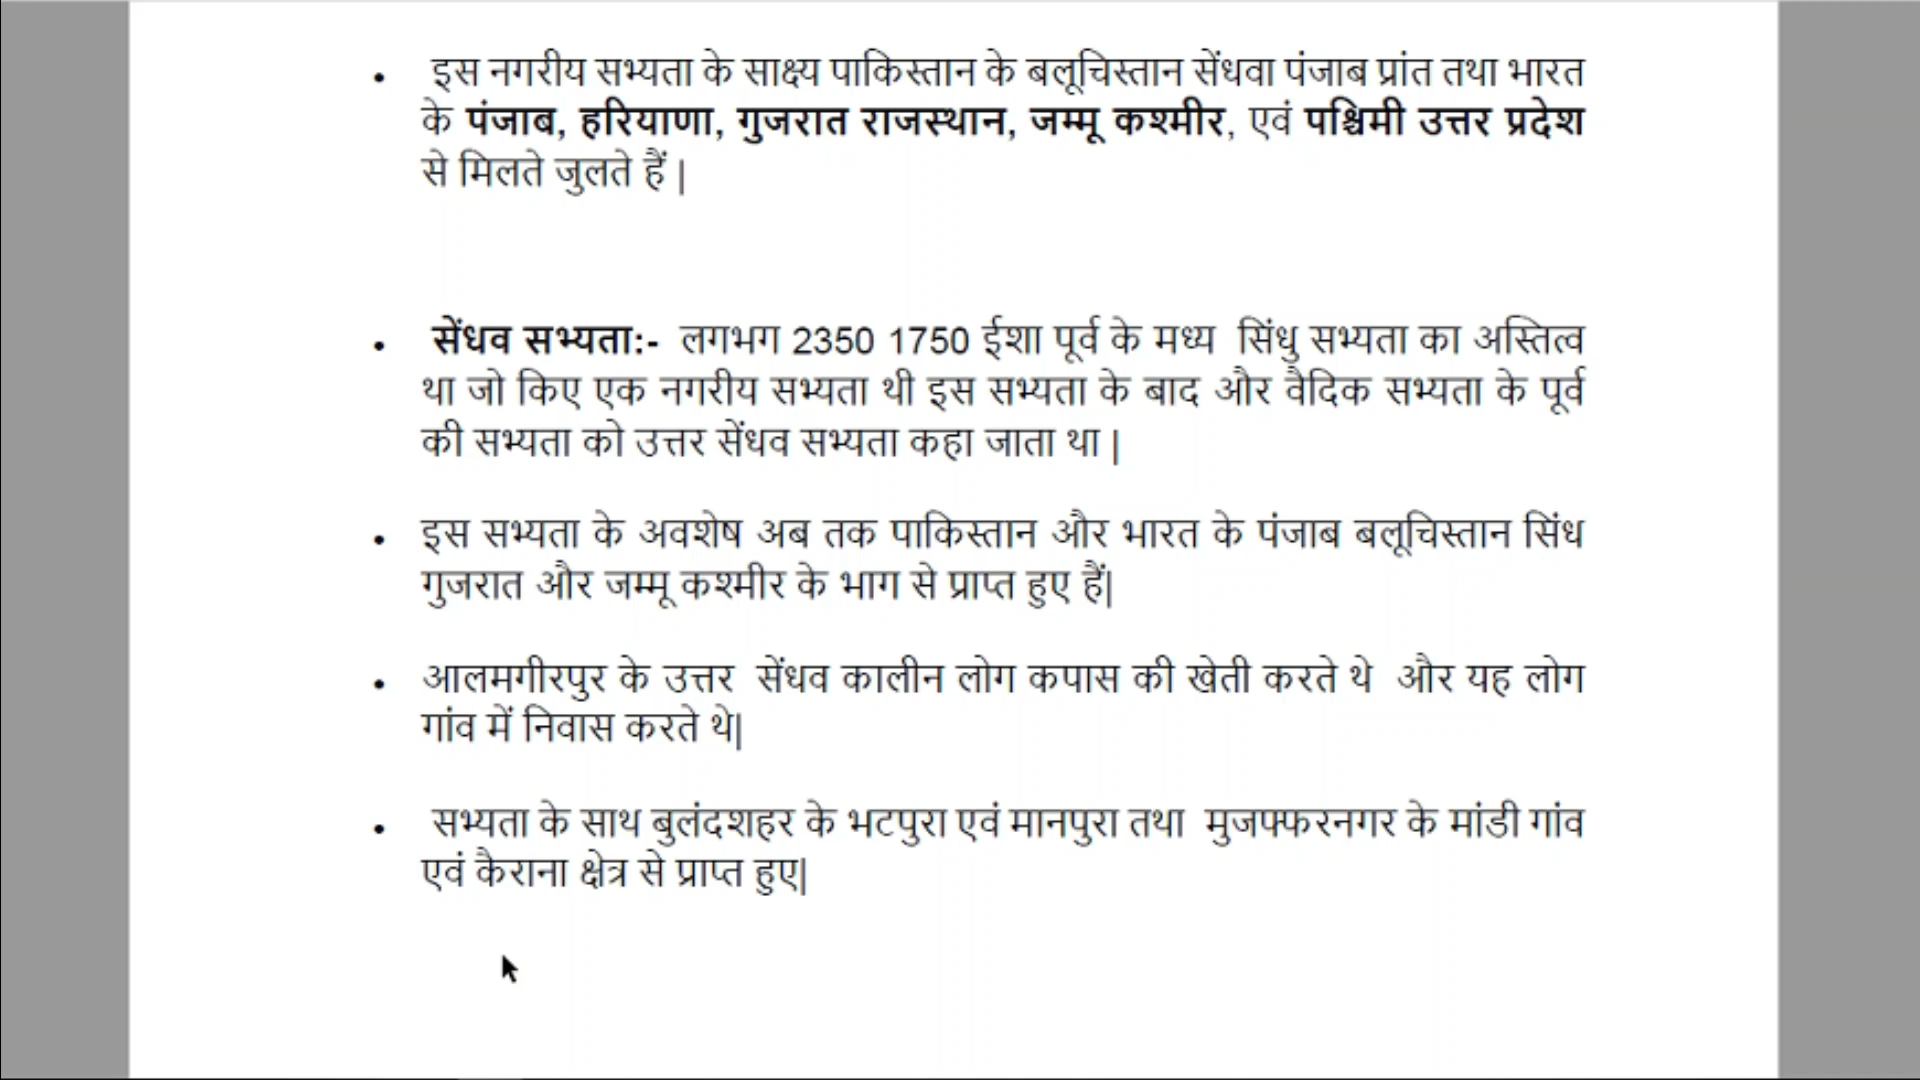 • इस नगरीय सभ्यता के साक्ष्य पाकिस्तान के बलूचिस्तान सेंधवा पंजाब प्रांत तथा भारत
के पंजाब, हरियाणा, गुजरात राजस्थान, जम्मू कश्मीर, एवं पश्चिमी उत्तर प्रदेश
से मिलते जुलते हैं |
• सेंधव सभ्यता:- लगभग 2350 1750 ईशा पूर्व के मध्य सिंधु सभ्यता का अस्तित्व
था जो किए एक नगरीय सभ्यता थी इस सभ्यता के बाद और वैदिक सभ्यता के पूर्व
की सभ्यता को उत्तर सेंधव सभ्यता कहा जाता था |
• इस सभ्यता के अवशेष अब तक पाकिस्तान और भारत के पंजाब बलूचिस्तान सिंध
गुजरात और जम्मू कश्मीर के भाग से प्राप्त हुए हैं|
• आलमगीरपुर के उत्तर सेंधव कालीन लोग कपास की खेती करते थे और यह लोग
गांव में निवास करते थे|
• सभ्यता के साथ बुलंदशहर के भटपुरा एवं मानपुरा तथा मुजफ्फरनगर के मांडी गांव
एवं कैराना क्षेत्र से प्राप्त हुए|